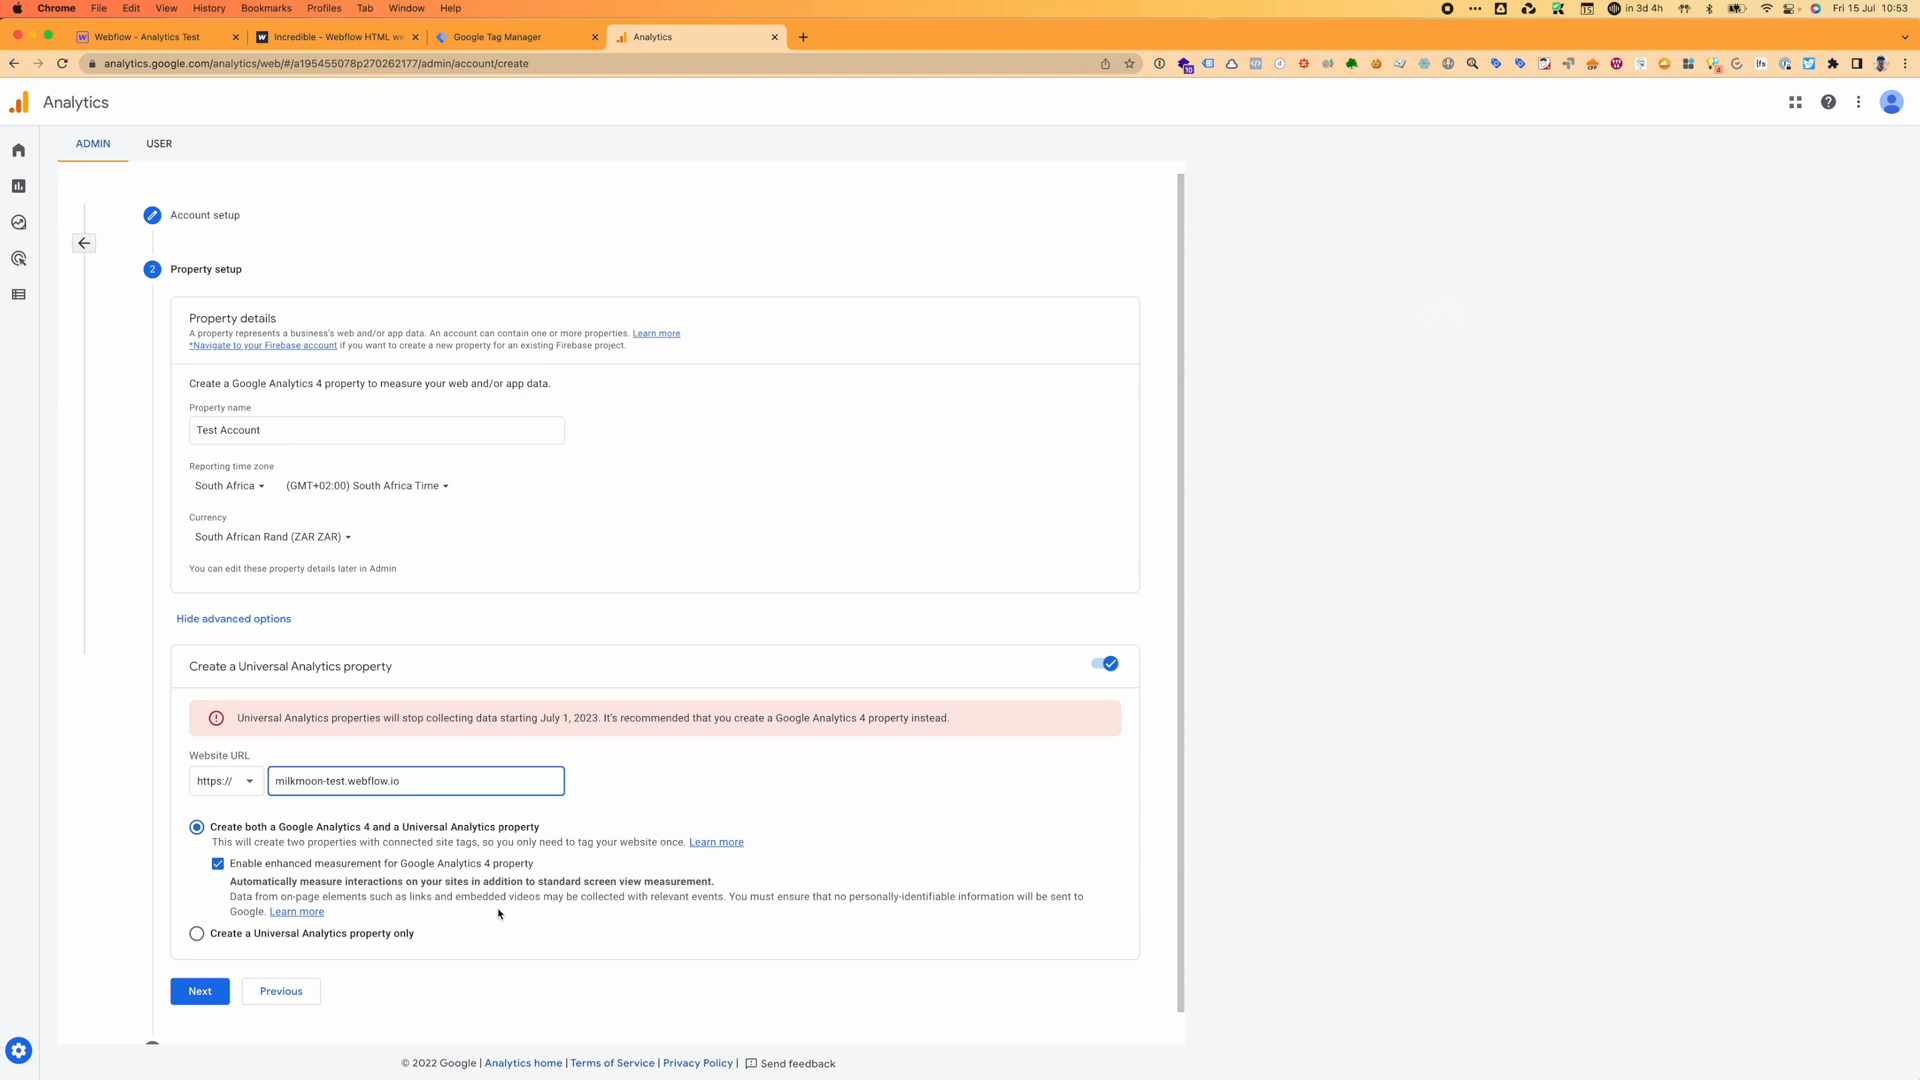 Chrome File Edit View History Bookmarks Profiles Tab Window Help
in 3d 4h Fri 15 Jul 10:53
Webflow - Analytics Test
Incredible - Webflow HTML we
Google Tag Manager
Analytics
analytics.google.com/analytics/web/#/a195455078p270262177/admin/account/create
Analytics
ADMIN
USER
Account setup
2 Property setup
Property details
A property represents a business's web and/or app data. An account can contain one or more properties. Learn more
*Navigate to your Firebase account if you want to create a new property for an existing Firebase project.
Create a Google Analytics 4 property to measure your web and/or app data.
Property name
Test Account
Reporting time zone
South Africa (GMT+02:00) South Africa Time
Currency
South African Rand (ZAR ZAR)
You can edit these property details later in Admin
Hide advanced options
Create a Universal Analytics property
Universal Analytics properties will stop collecting data starting July 1, 2023. It's recommended that you create a Google Analytics 4 property instead.
Website URL
https:// milkmoon-test.webflow.io
Create both a Google Analytics 4 and a Universal Analytics property
This will create two properties with connected site tags, so you only need to tag your website once. Learn more
Enable enhanced measurement for Google Analytics 4 property
Automatically measure interactions on your sites in addition to standard screen view measurement.
Data from on-page elements such as links and embedded videos may be collected with relevant events. You must ensure that no personally-identifiable information will be sent to
Google. Learn more
Create a Universal Analytics property only
Next Previous
© 2022 Google | Analytics home | Terms of Service | Privacy Policy | Send feedback